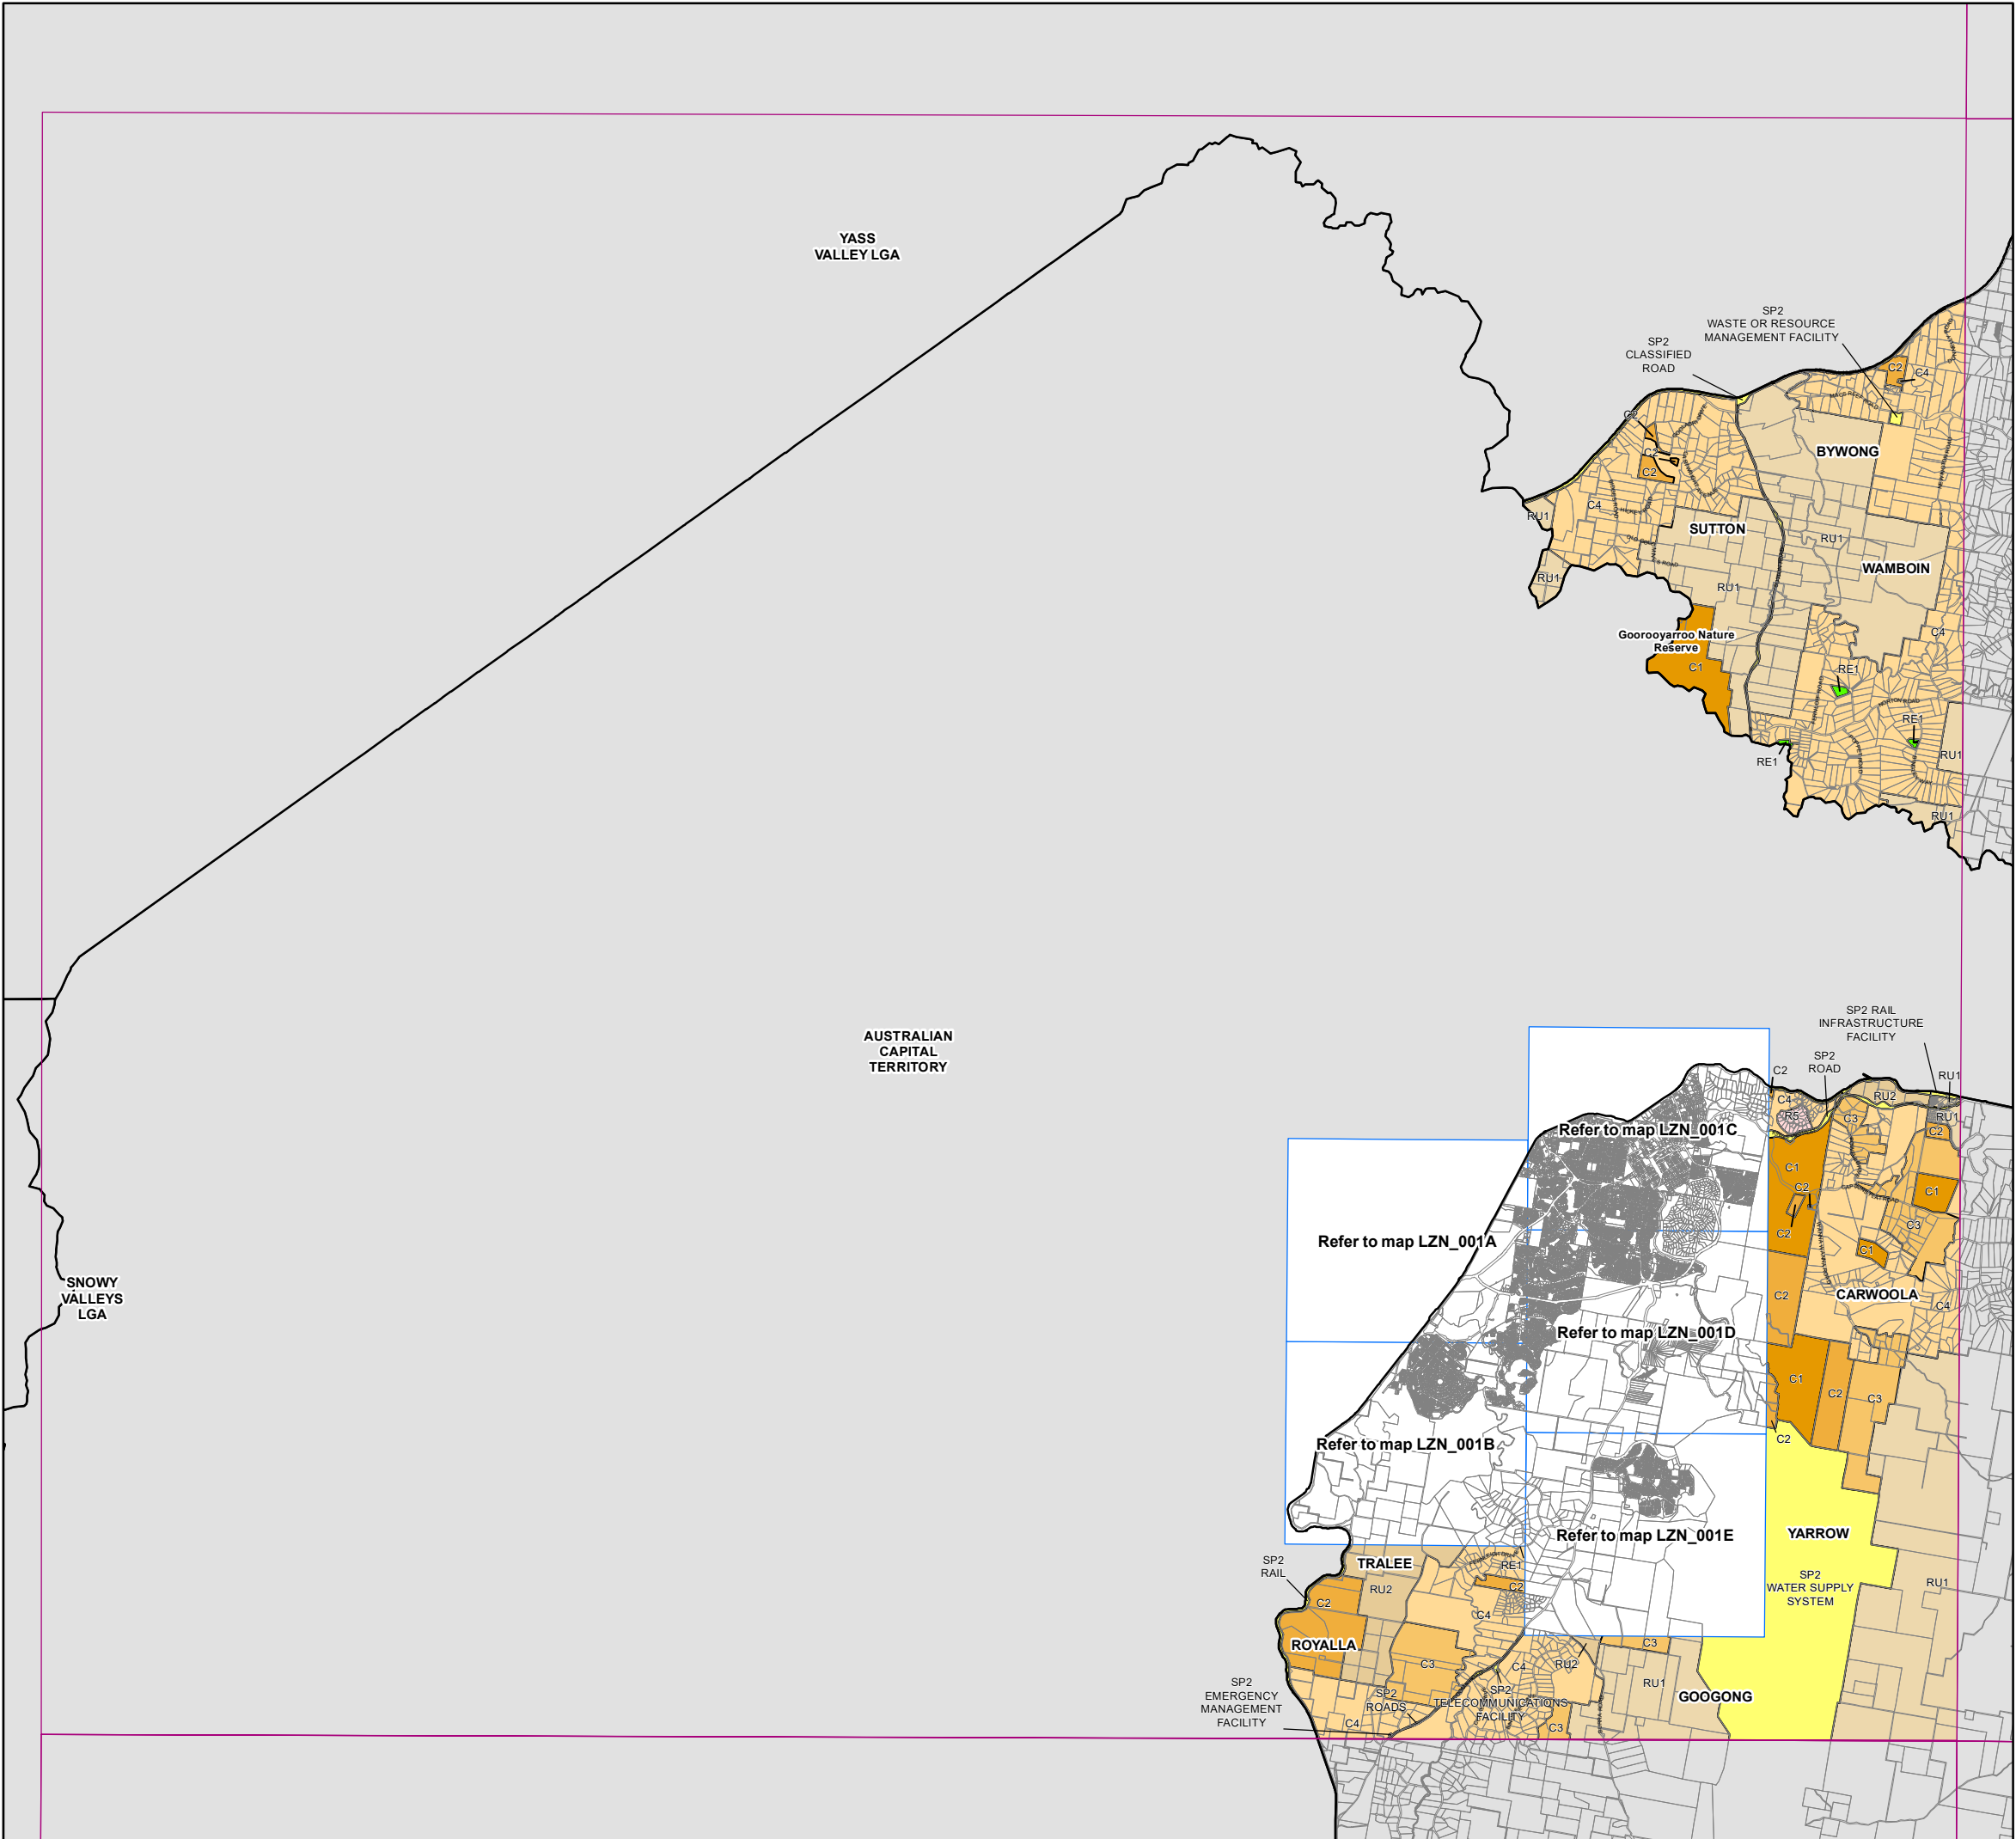 YASS
VALLEY LGA
SP2
WASTE OR RESOURCE
MANAGEMENT FACILITY
SP2
CLASSIFIED
ROAD
C2
C4
C2
BYWONG
C2
C2
C4
RU1
SUTTON
RU1
WAMBOIN
RU1
RU1
Goorooyarroo Nature
Reserve
C4
C1
RE1
NORTON ROAD
RE1
RU1
RE1
RU1
AUSTRALIAN
CAPITAL
TERRITORY
SP2 RAIL
INFRASTRUCTURE
FACILITY
SP2
ROAD
C2
RU1
C4
RU2
R5
C3
RU1
C2
Refer to map LZN_001C
C1
C2
C1
C2
C3
Refer to map LZN_001A
C1
SNOWY
VALLEYS
LGA
C2
CARWOOLA
C4
Refer to map LZN_001D
C1
C2
C3
C2
Refer to map LZN_001B
YARROW
Refer to map LZN_001E
SP2
RAIL
TRALEE
RE1
RU2
C2
SP2
WATER SUPPLY
SYSTEM
RU1
C2
C4
ROYALLA
C3
C3
C4
RU2
RU1
SP2
EMERGENCY
MANAGEMENT
FACILITY
SP2
ROADS
SP2
TELECOMMUNICATIONS
FACILITY
GOOGONG
C4
C3